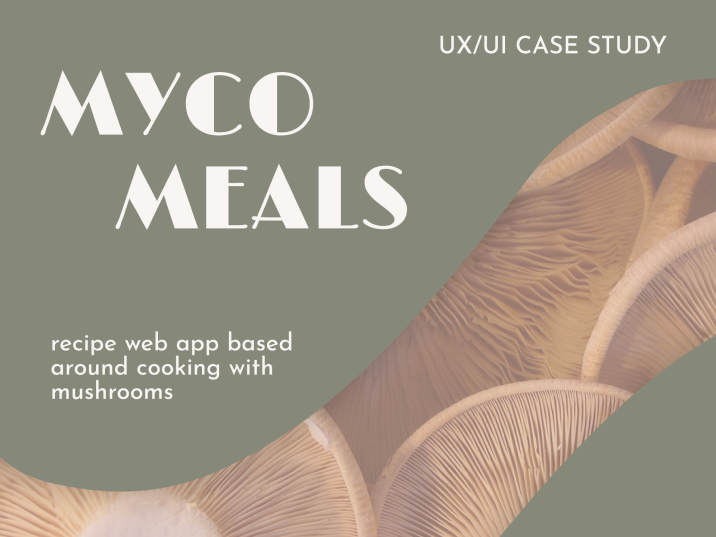 UX/UI CASE STUDY
MYCO
MEALS
recipe web app based
around cooking with
mushrooms